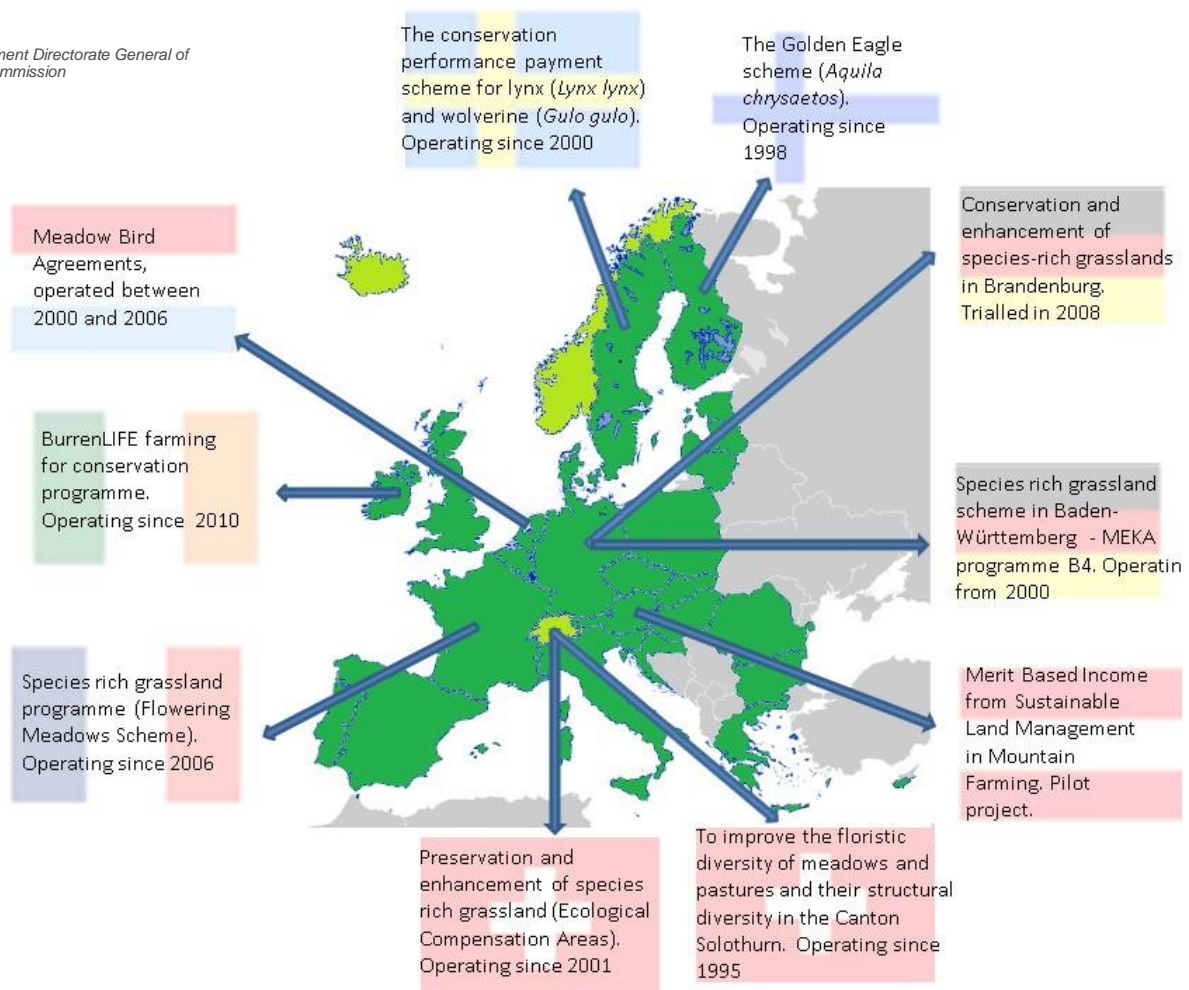 ment Directorate General of
mmission
The conservation
performance payment
scheme for lynx (Lynx lynx)
and wolverine (Gulo gulo).
Operating since 2000
The Golden Eagle
scheme (Aquila
chrysaetos).
Operating since
1998
Meadow Bird
Agreements,
operated between
2000 and 2006
Conservation and
enhancement of
species-rich grasslands
in Brandenburg.
Trialled in 2008
BurrenLIFE farming
for conservation
programme.
Operating since 2010
Species rich grassland
scheme in Baden-
Württemberg - MEKA
programme B4. Operatin
from 2000
Species rich grassland
programme (Flowering
Meadows Scheme).
Operating since 2006
Merit Based Income
from Sustainable
Land Management
in Mountain
Farming. Pilot
project.
Preservation and
enhancement of species
rich grassland (Ecological
Compensation Areas).
Operating since 2001
To improve the floristic
diversity of meadows and
pastures and their structural
diversity in the Canton
Solothurn. Operating since
1995